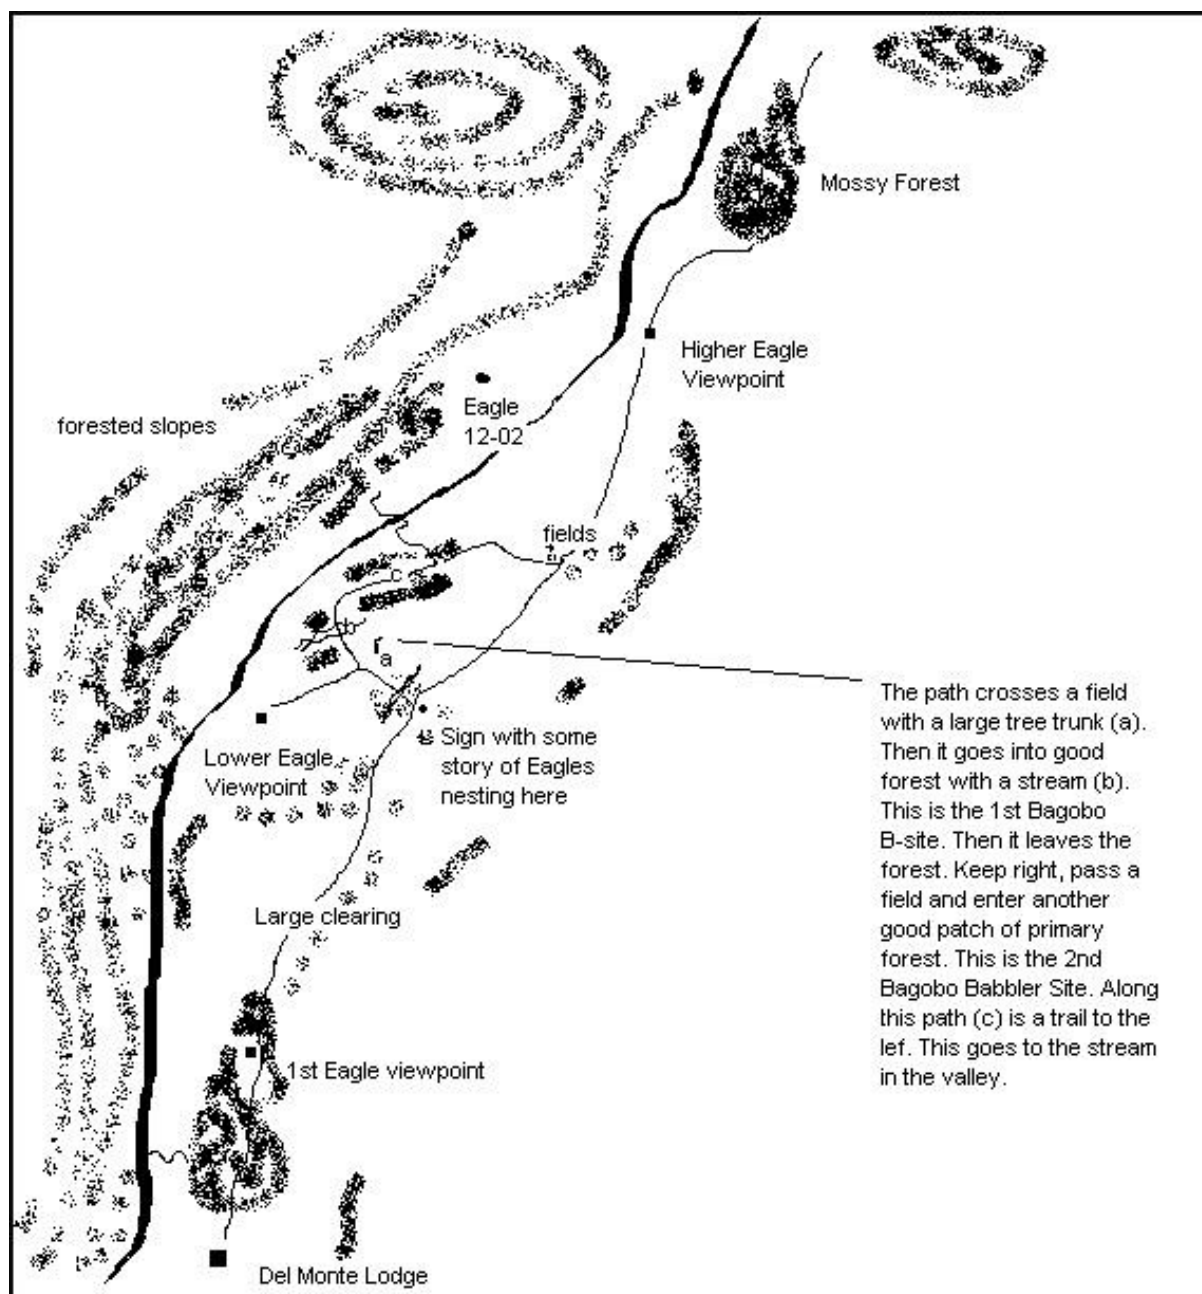 Mossy Forest
Higher Eagle
Viewpoint
Eagle
12-02
forested slopes
fields
c
b
a
The path crosses a field
with a large tree trunk (a).
Then it goes into good
forest with a stream (b).
This is the 1st Bagobo
B-site. Then it leaves the
forest. Keep right, pass a
field and enter another
good patch of primary
forest. This is the 2nd
Bagobo Babbler Site. Along
this path (c) is a trail to the
lef. This goes to the stream
in the valley.
Sign with some
story of Eagles
nesting here
Lower Eagle
Viewpoint
Large clearing
1st Eagle viewpoint
Del Monte Lodge